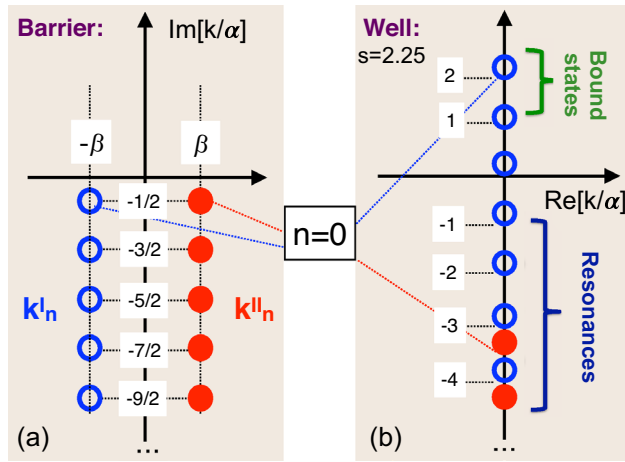 Barrier:
Im[k/α]
-β
β
-1/2
-3/2
-5/2
-7/2
-9/2
kᴵₙ
kᴵᴵₙ
(a)
...
n=0
Well:
s=2.25
2
1
Bound
states
Re[k/α]
-1
-2
-3
-4
Resonances
(b)
...